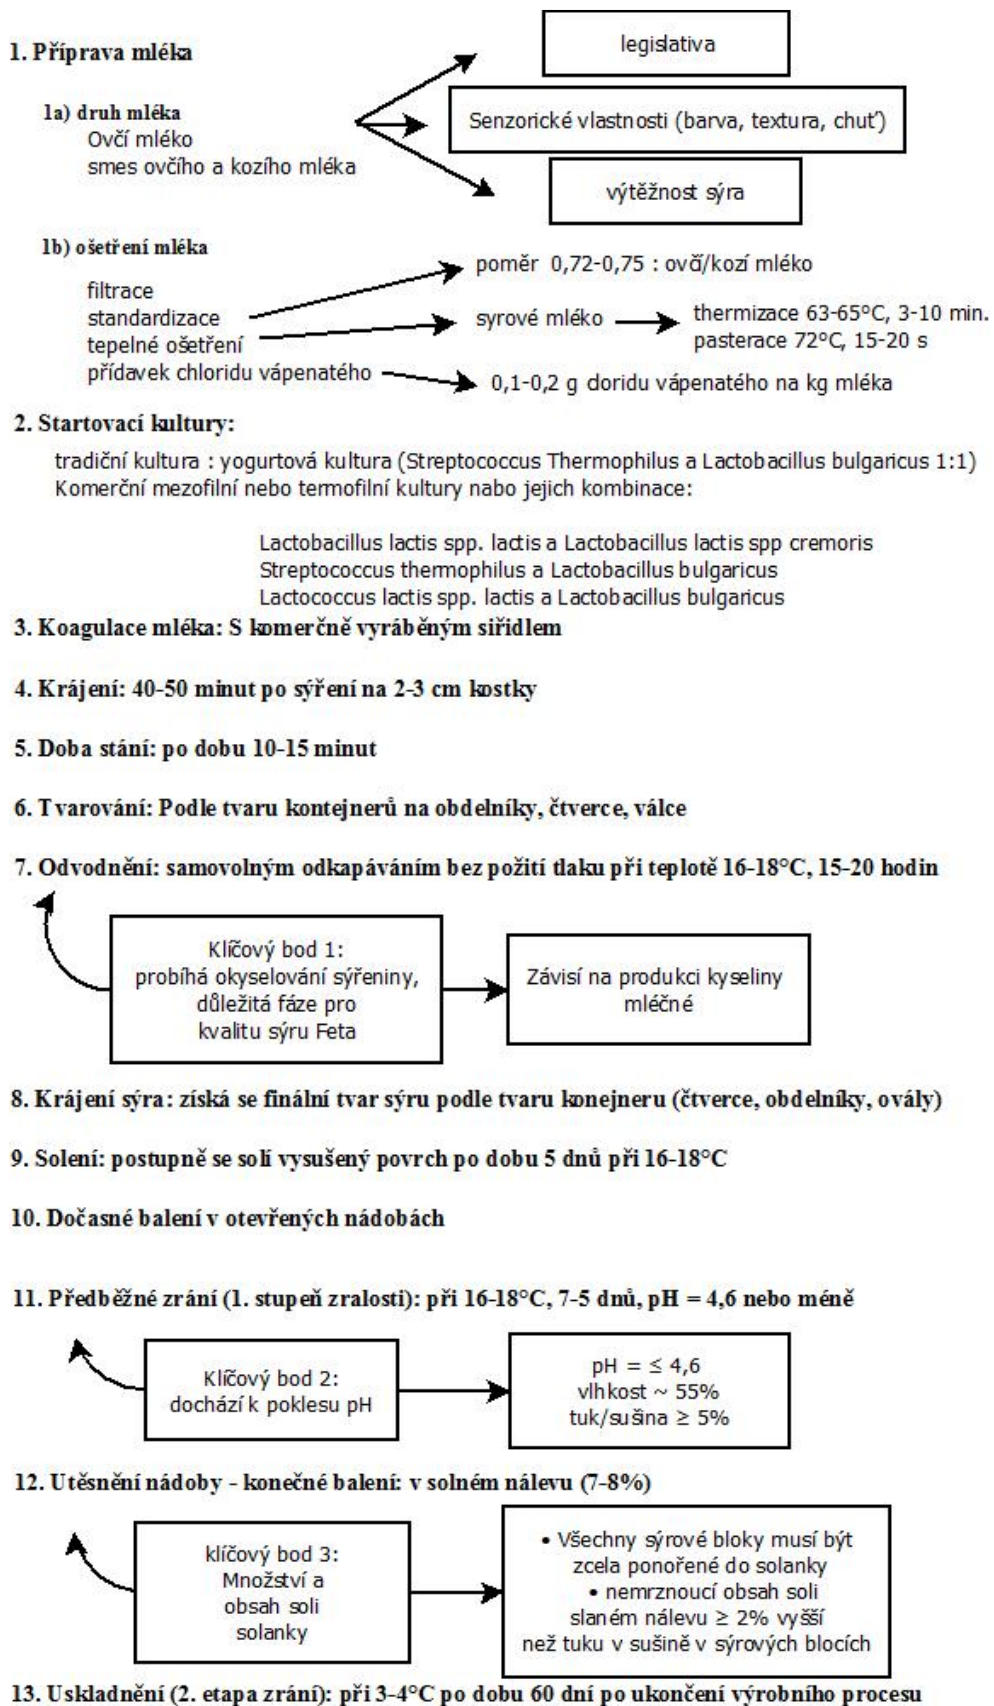 1. Příprava mléka
legislativa
1a) druh mléka
Ovčí mléko
smes ovčího a kozího mléka
Senzorické vlastnosti (barva, textura, chuť)
výtěžnost sýra
1b) ošetření mléka
filtrace
standardizace
tepelné ošetření
přídavek chloridu vápenatého
poměr 0,72-0,75 : ovčí/kozí mléko
syrové mléko
thermizace 63-65°C, 3-10 min.
pasterace 72°C, 15-20 s
0,1-0,2 g cloridu vápenatého na kg mléka
2. Startovací kultury:
tradiční kultura : yogurtová kultura (Streptococcus Thermophilus a Lactobacillus bulgaricus 1:1)
Komerční mezofilní nebo termofilní kultury nabo jejich kombinace:
Lactobacillus lactis spp. lactis a Lactobacillus lactis spp cremoris
Streptococcus thermophilus a Lactobacillus bulgaricus
Lactococcus lactis spp. lactis a Lactobacillus bulgaricus
3. Koagulace mléka: S komerčně vyráběným siřidlem
4. Krájení: 40-50 minut po sýření na 2-3 cm kostky
5. Doba stání: po dobu 10-15 minut
6. Tvarování: Podle tvaru kontejnerů na obdelníky, čtverce, válce
7. Odvodnění: samovolným odkapáváním bez požití tlaku při teplotě 16-18°C, 15-20 hodin
Klíčový bod 1:
probíhá okyselování sýřeniny,
důležitá fáze pro
kvalitu sýru Feta
Závisí na produkci kyseliny
mléčné
8. Krájení sýra: získá se finální tvar sýru podle tvaru konejneru (čtverce, obdelníky, ovály)
9. Solení: postupně se solí vysušený povrch po dobu 5 dnů při 16-18°C
10. Dočasné balení v otevřených nádobách
11. Předběžné zrání (1. stupeň zralosti): při 16-18°C, 7-5 dnů, pH = 4,6 nebo méně
Klíčový bod 2:
dochází k poklesu pH
pH = ≤ 4,6
vlhkost ~ 55%
tuk/sušina ≥ 5%
12. Utěsnění nádoby - konečné balení: v solném nálevu (7-8%)
klíčový bod 3:
Množství a
obsah soli
solanky
• Všechny sýrové bloky musí být
zcela ponořené do solanky
• nemrznoucí obsah soli
slaném nálevu ≥ 2% vyšší
než tuku v sušině v sýrových blocích
13. Uskladnění (2. etapa zrání): při 3-4°C po dobu 60 dní po ukončení výrobního procesu